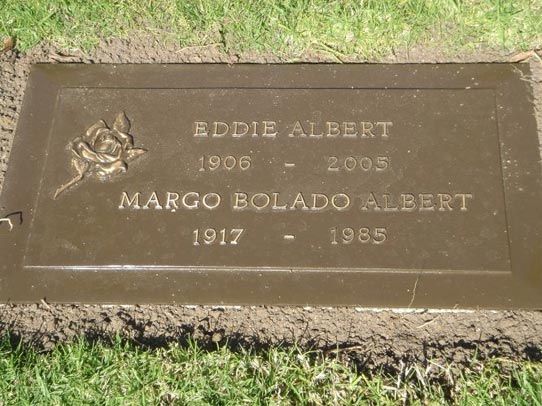 EDDIE ALBERT
1906 - 2005
MARGO BOLADO ALBERT
1917 - 1985